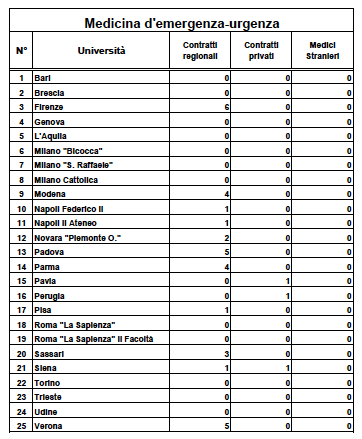 Medicina d'emergenza-urgenza
N° Università Contratti regionali Contratti privati Medici Stranieri
1 Bari 0 0 0
2 Brescia 0 0 0
3 Firenze 6 0 0
4 Genova 0 0 0
5 L'Aquila 0 0 0
6 Milano "Bicocca" 0 0 0
7 Milano "S. Raffaele" 0 0 0
8 Milano Cattolica 0 0 0
9 Modena 4 0 0
10 Napoli Federico II 1 0 0
11 Napoli II Ateneo 1 0 0
12 Novara "Piemonte O." 2 0 0
13 Padova 5 0 0
14 Parma 4 0 0
15 Pavia 0 1 0
16 Perugia 0 1 0
17 Pisa 1 0 0
18 Roma "La Sapienza" 0 0 0
19 Roma "La Sapienza" II Facoltà 0 0 0
20 Sassari 3 0 0
21 Siena 1 1 0
22 Torino 0 0 0
23 Trieste 0 0 0
24 Udine 0 0 0
25 Verona 5 0 0